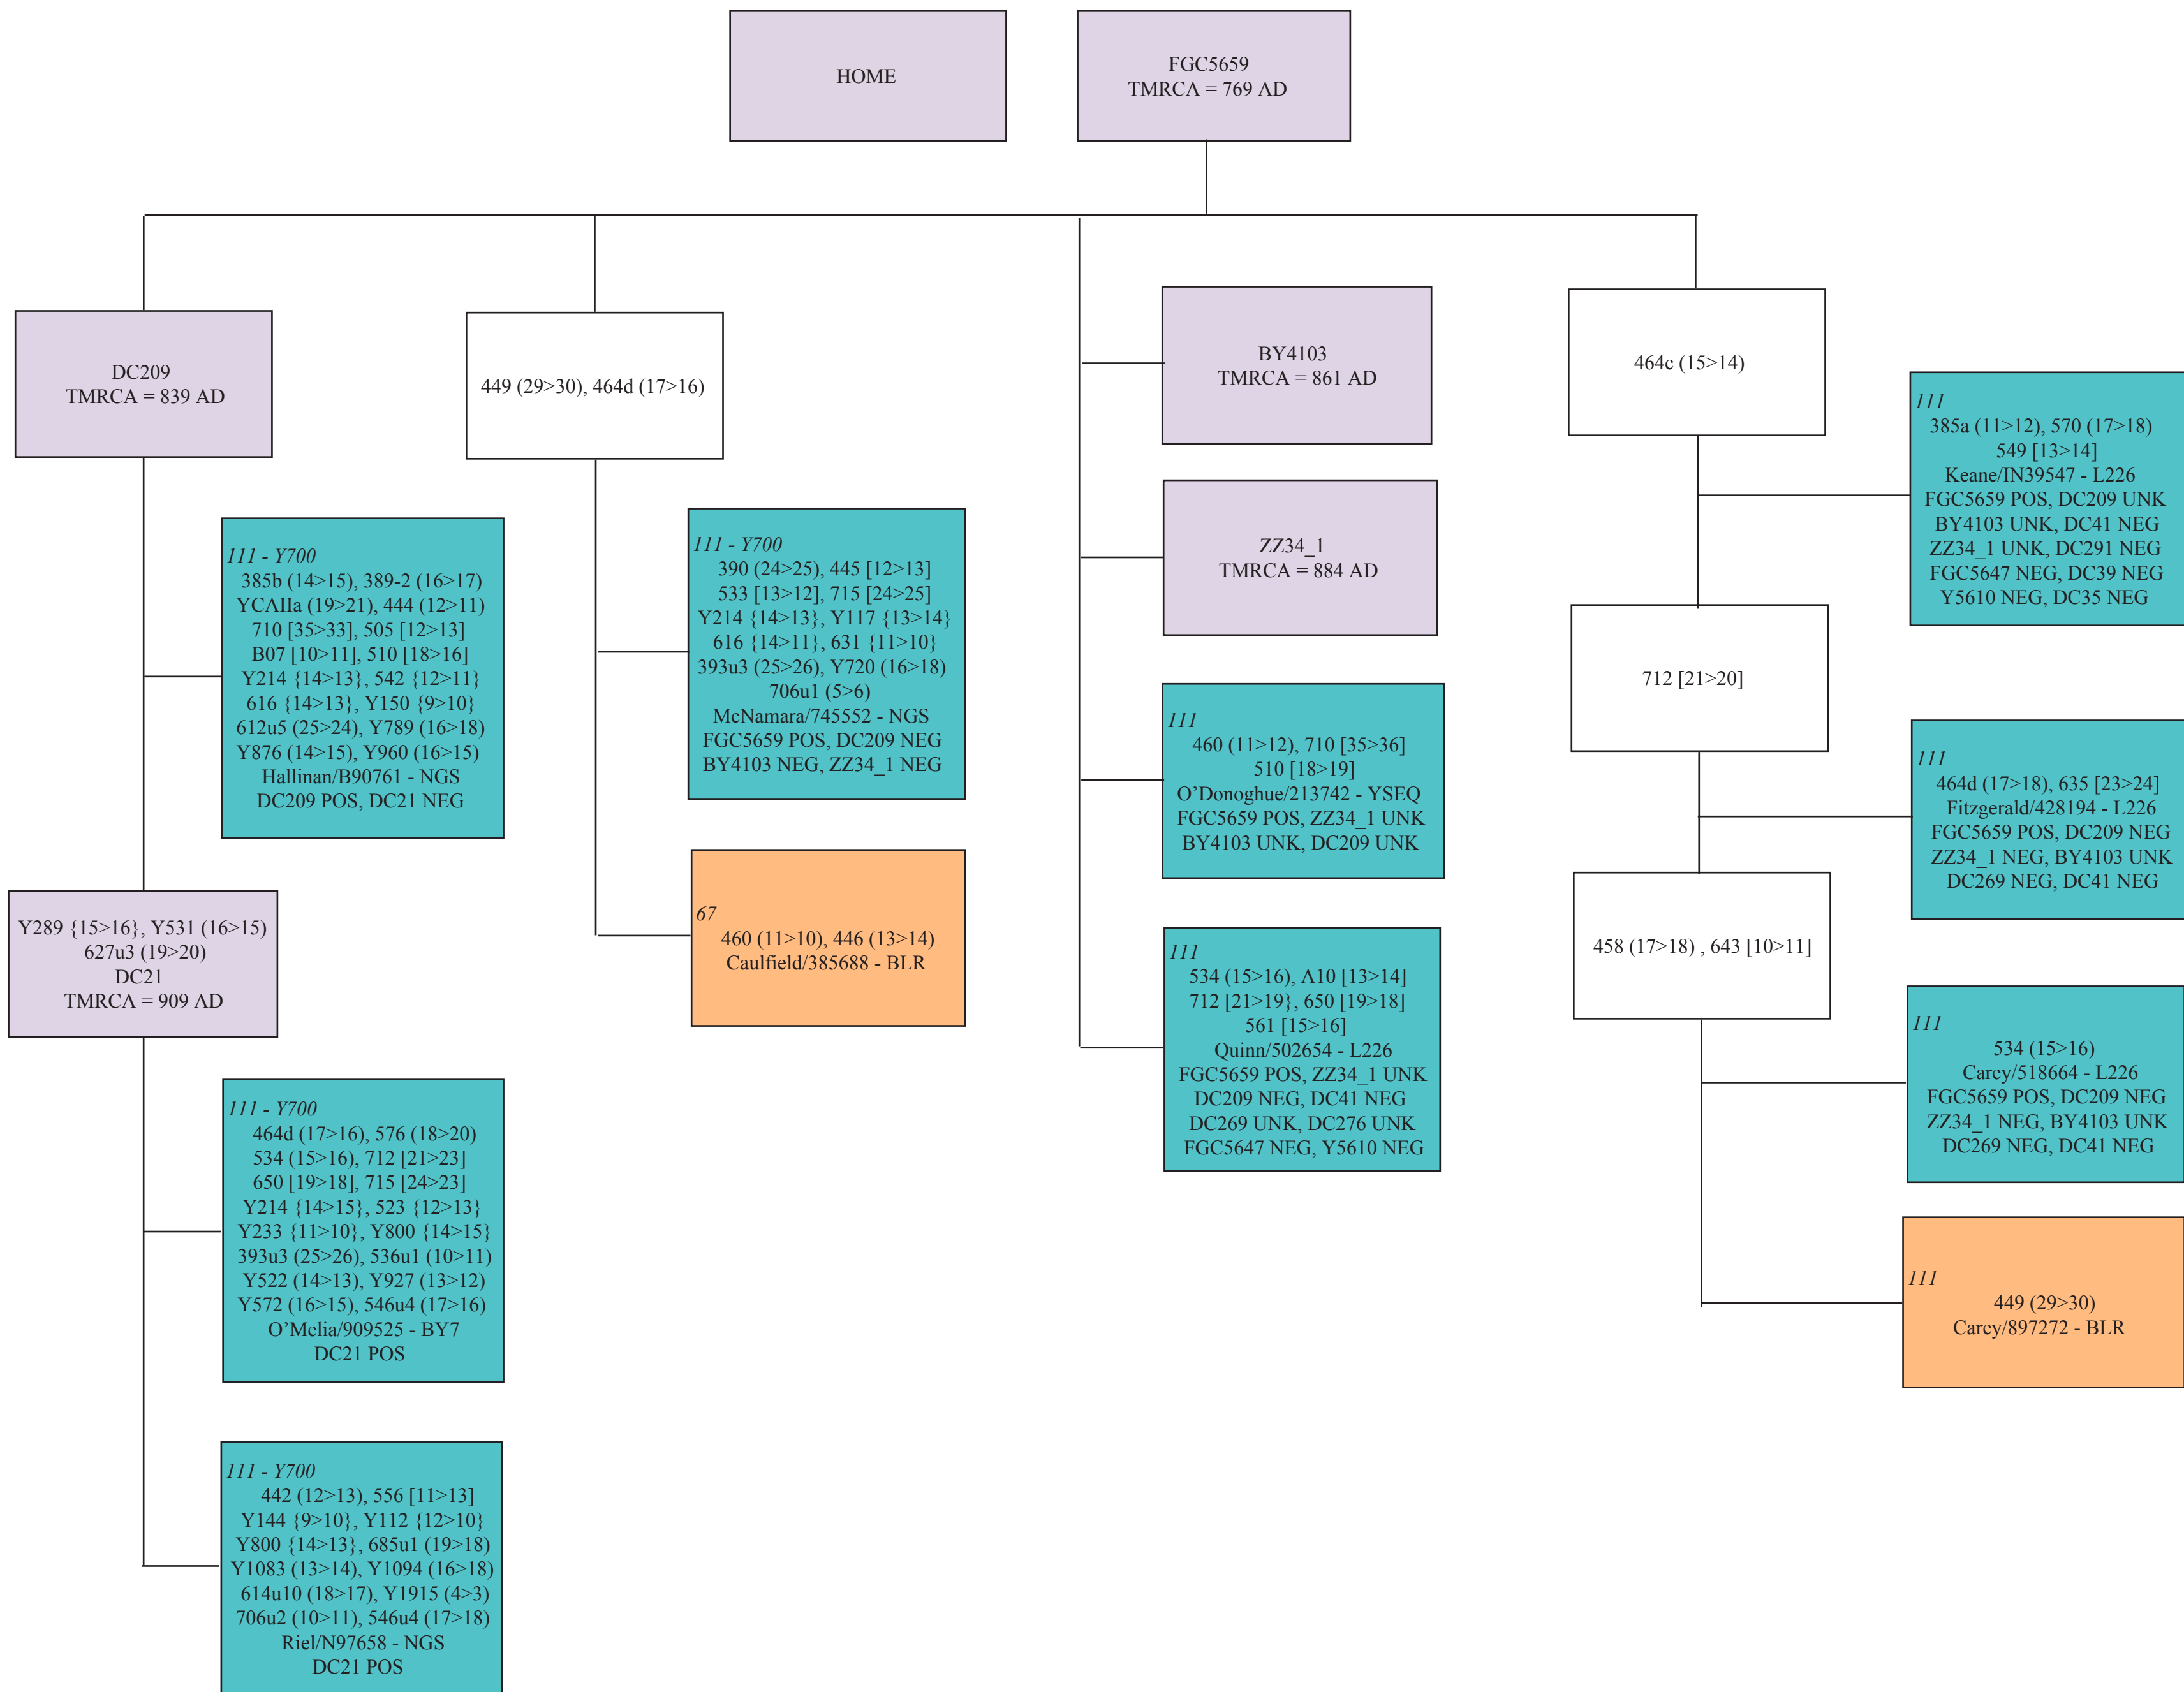 HOME
FGC5659
TMRCA = 769 AD
DC209
TMRCA = 839 AD
111 - Y700
385b (14>15), 389-2 (16>17)
YCAIIa (19>21), 444 (12>11)
710 [35>33], 505 [12>13]
B07 [10>11], 510 [18>16]
Y214 {14>13}, 542 {12>11}
616 {14>13}, Y150 {9>10}
612u5 (25>24), Y789 (16>18)
Y876 (14>15), Y960 (16>15)
Hallinan/B90761 - NGS
DC209 POS, DC21 NEG
Y289 {15>16}, Y531 (16>15)
627u3 (19>20)
DC21
TMRCA = 909 AD
111 - Y700
464d (17>16), 576 (18>20)
534 (15>16), 712 [21>23]
650 [19>18], 715 [24>23]
Y214 {14>15}, 523 {12>13}
Y233 {11>10}, Y800 {14>15}
393u3 (25>26), 536u1 (10>11)
Y522 (14>13), Y927 (13>12)
Y572 (16>15), 546u4 (17>16)
O’Melia/909525 - BY7
DC21 POS
111 - Y700
442 (12>13), 556 [11>13]
Y144 {9>10}, Y112 {12>10}
Y800 {14>13}, 685u1 (19>18)
Y1083 (13>14), Y1094 (16>18)
614u10 (18>17), Y1915 (4>3)
706u2 (10>11), 546u4 (17>18)
Riel/N97658 - NGS
DC21 POS
449 (29>30), 464d (17>16)
111 - Y700
390 (24>25), 445 [12>13]
533 [13>12], 715 [24>25]
Y214 {14>13}, Y117 {13>14}
616 {14>11}, 631 {11>10}
393u3 (25>26), Y720 (16>18)
706u1 (5>6)
McNamara/745552 - NGS
FGC5659 POS, DC209 NEG
BY4103 NEG, ZZ34_1 NEG
67
460 (11>10), 446 (13>14)
Caulfield/385688 - BLR
BY4103
TMRCA = 861 AD
ZZ34_1
TMRCA = 884 AD
111
460 (11>12), 710 [35>36]
510 [18>19]
O’Donoghue/213742 - YSEQ
FGC5659 POS, ZZ34_1 UNK
BY4103 UNK, DC209 UNK
111
534 (15>16), A10 [13>14]
712 [21>19}, 650 [19>18]
561 [15>16]
Quinn/502654 - L226
FGC5659 POS, ZZ34_1 UNK
DC209 NEG, DC41 NEG
DC269 UNK, DC276 UNK
FGC5647 NEG, Y5610 NEG
464c (15>14)
111
385a (11>12), 570 (17>18)
549 [13>14]
Keane/IN39547 - L226
FGC5659 POS, DC209 UNK
BY4103 UNK, DC41 NEG
ZZ34_1 UNK, DC291 NEG
FGC5647 NEG, DC39 NEG
Y5610 NEG, DC35 NEG
712 [21>20]
111
464d (17>18), 635 [23>24]
Fitzgerald/428194 - L226
FGC5659 POS, DC209 NEG
ZZ34_1 NEG, BY4103 UNK
DC269 NEG, DC41 NEG
458 (17>18) , 643 [10>11]
111
534 (15>16)
Carey/518664 - L226
FGC5659 POS, DC209 NEG
ZZ34_1 NEG, BY4103 UNK
DC269 NEG, DC41 NEG
111
449 (29>30)
Carey/897272 - BLR